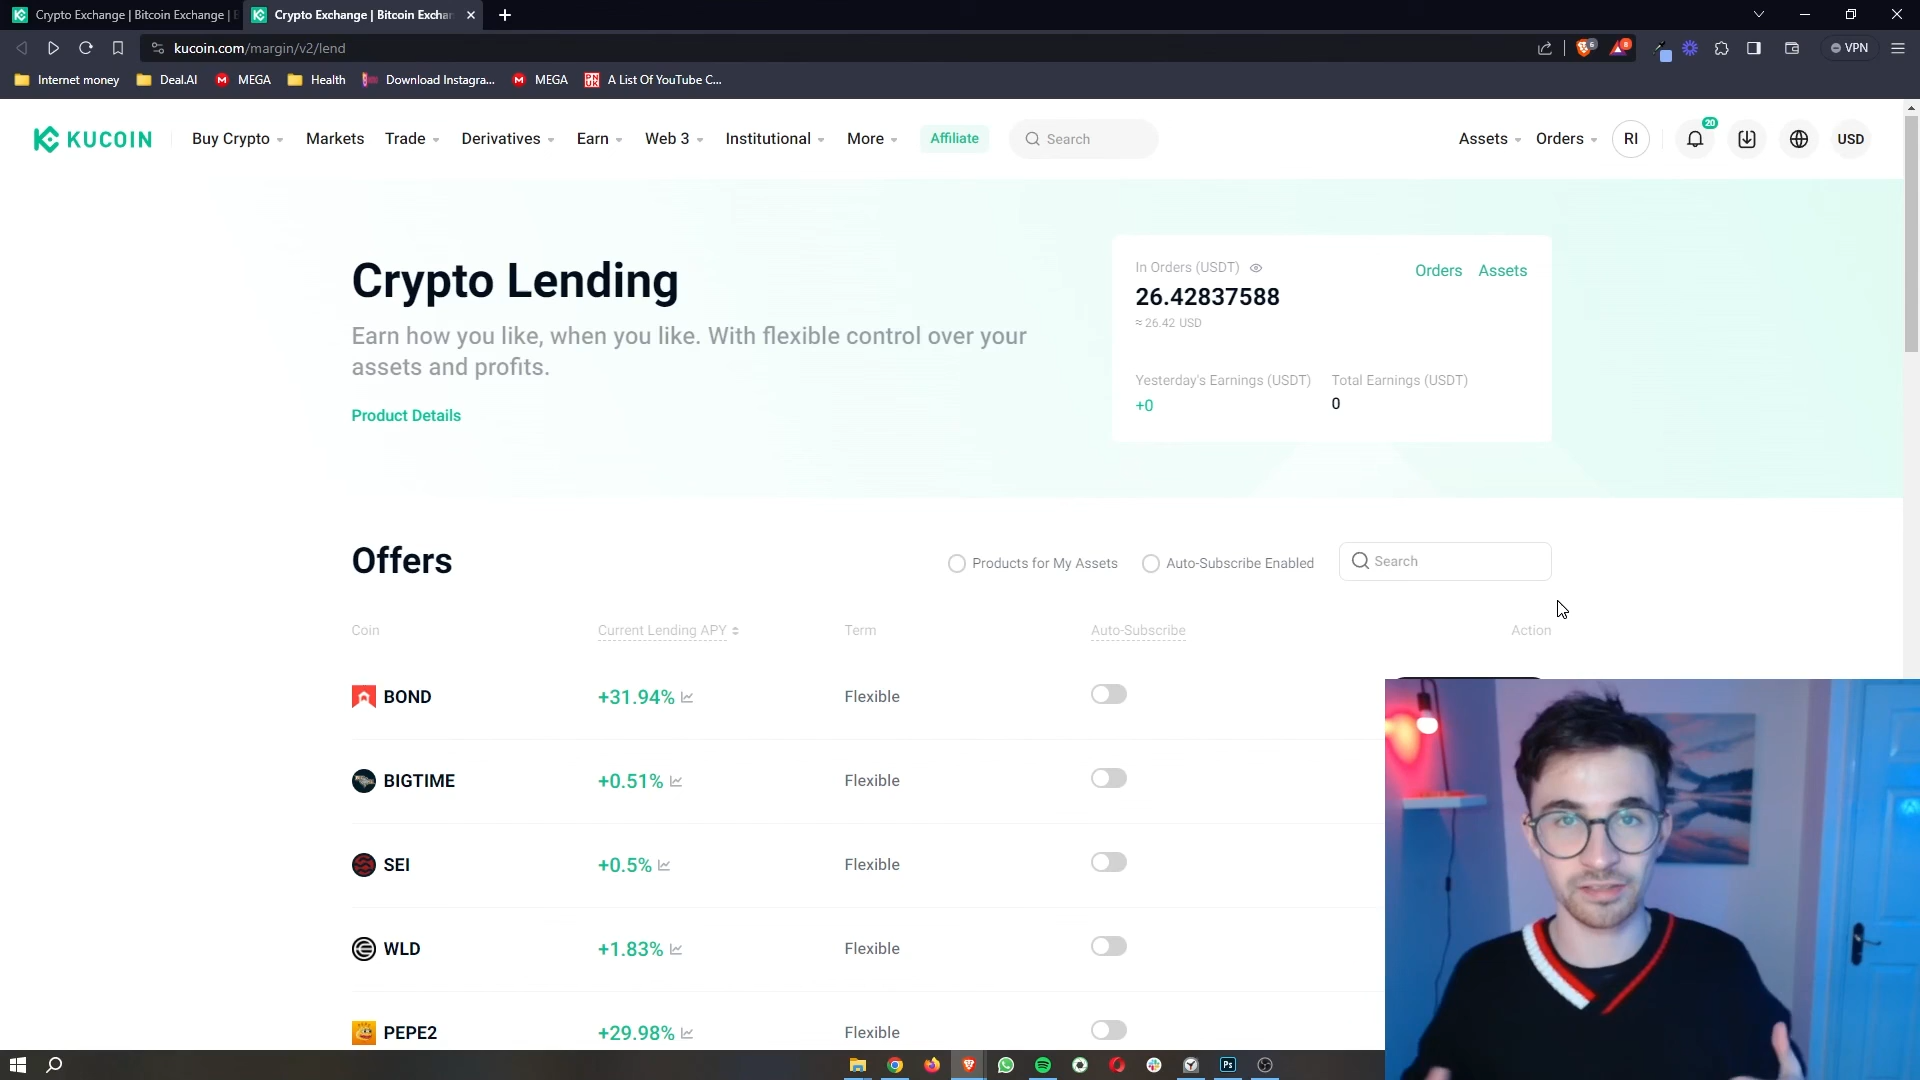 Crypto Exchange | Bitcoin Exchange |
Crypto Exchange | Bitcoin Exchan
kucoin.com/margin/v2/lend
6
8
VPN
Internet money
Deal.AI
MEGA
Health
Download Instagra...
MEGA
A List Of YouTube C...
KUCOIN
Buy Crypto
Markets
Trade
Derivatives
Earn
Web 3
Institutional
More
Affiliate
Search
Assets
Orders
RI
20
USD
Crypto Lending
Earn how you like, when you like. With flexible control over your
assets and profits.
Product Details
In Orders (USDT)
Orders Assets
26.42837588
≈ 26.42 USD
Yesterday's Earnings (USDT) Total Earnings (USDT)
+0 0
Offers
Products for My Assets
Auto-Subscribe Enabled
Search
Coin Current Lending APY Term Auto-Subscribe Action
BOND +31.94% Flexible
BIGTIME +0.51% Flexible
SEI +0.5% Flexible
WLD +1.83% Flexible
PEPE2 +29.98% Flexible
Ps